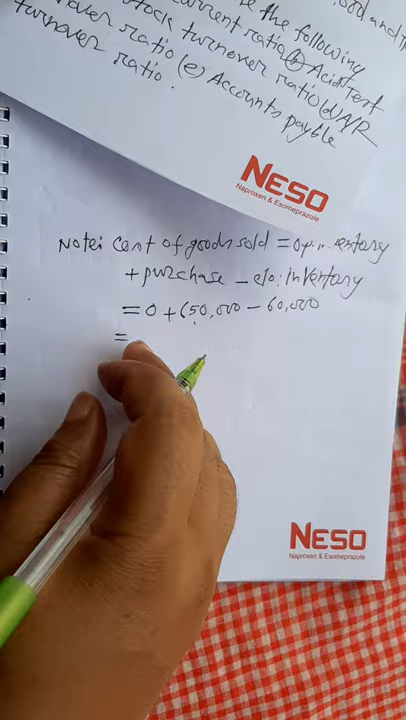 the following
current ratio (b) Acid Test
stock turnover ratio (d) A/R
turnover ratio (e) Accounts payable
turnover ratio.
NESO
Naproxen & Esomeprazole
Note: Cost of goods sold = op: inventory
+ purchase - clo: inventory
= 0 + 650,000 - 60,000
=
NESO
Naproxen & Esomeprazole